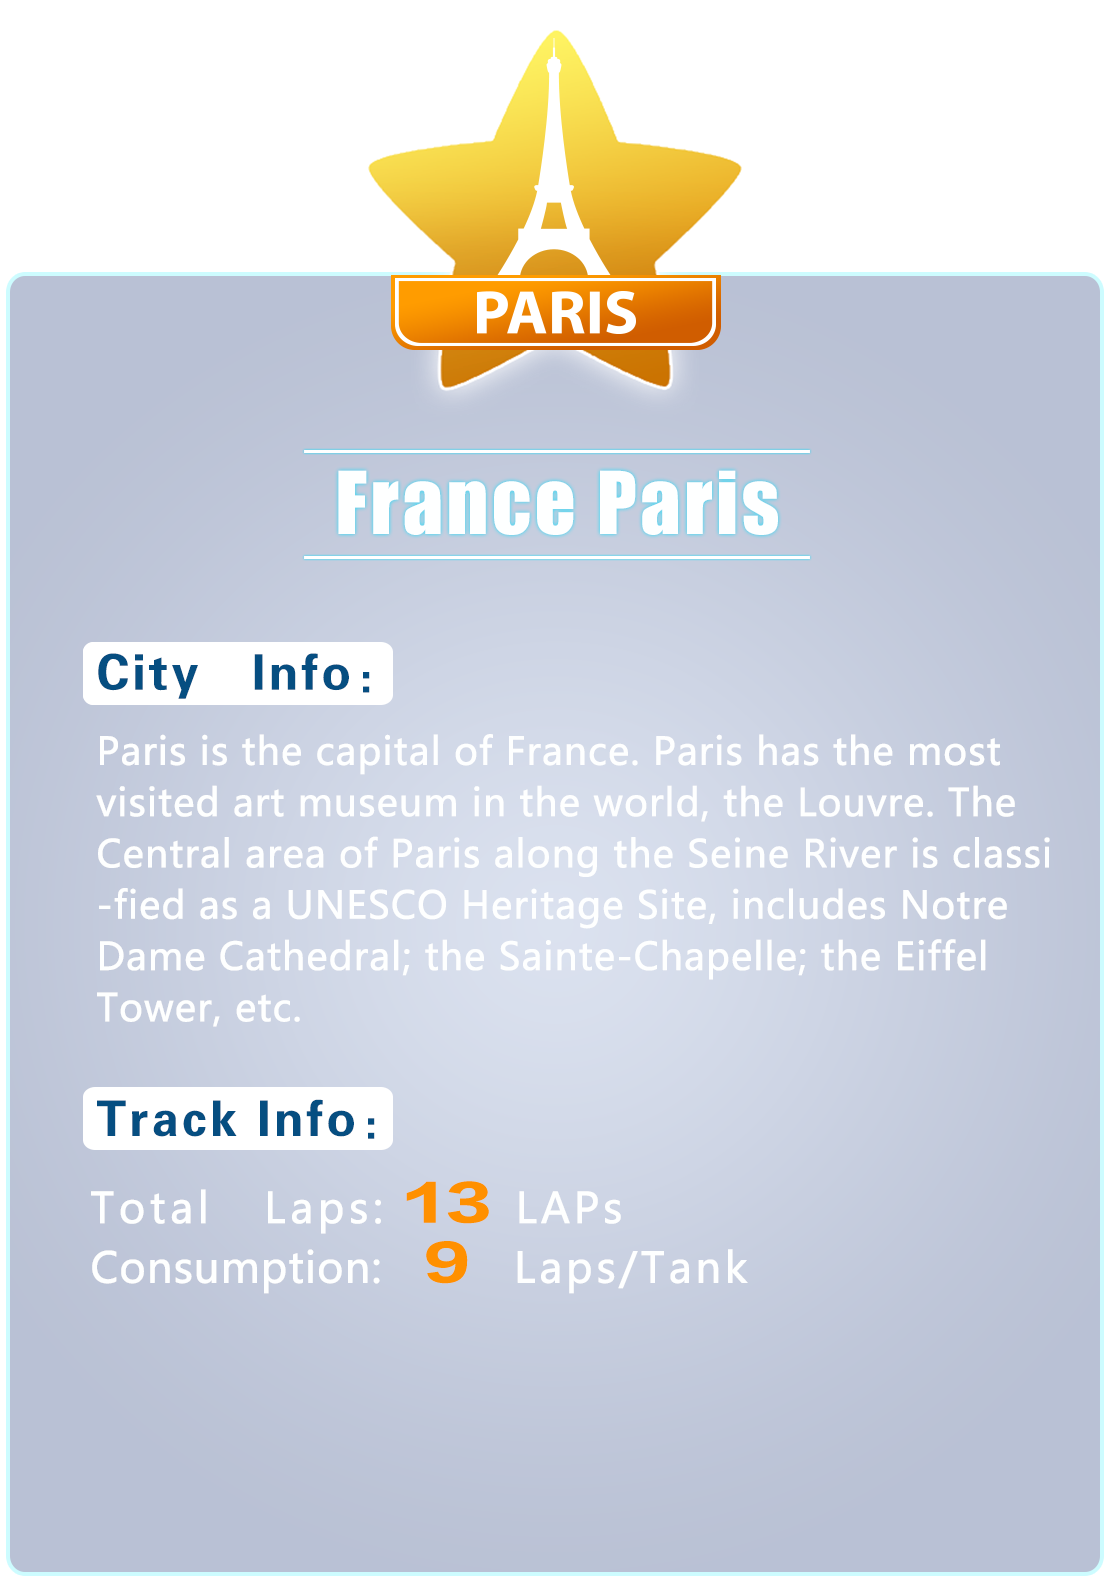 PARIS
France Paris
City Info:
Paris is the capital of France. Paris has the most
visited art museum in the world, the Louvre. The
Central area of Paris along the Seine River is classi
-fied as a UNESCO Heritage Site, includes Notre
Dame Cathedral; the Sainte-Chapelle; the Eiffel
Tower, etc.
Track Info:
Total Laps: 13 LAPs
Consumption: 9 Laps/Tank